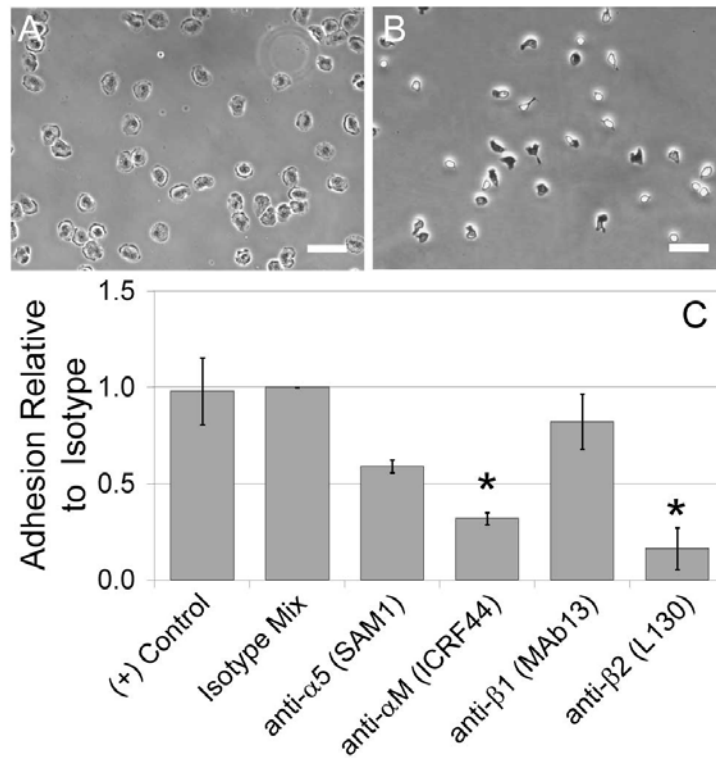 A
B
C
1.5
1.0
0.5
0.0
Adhesion Relative
to Isotype
*
*
(+) Control
Isotype Mix
anti-α5 (SAM1)
anti-αM (ICRF44)
anti-β1 (MAb13)
anti-β2 (L130)